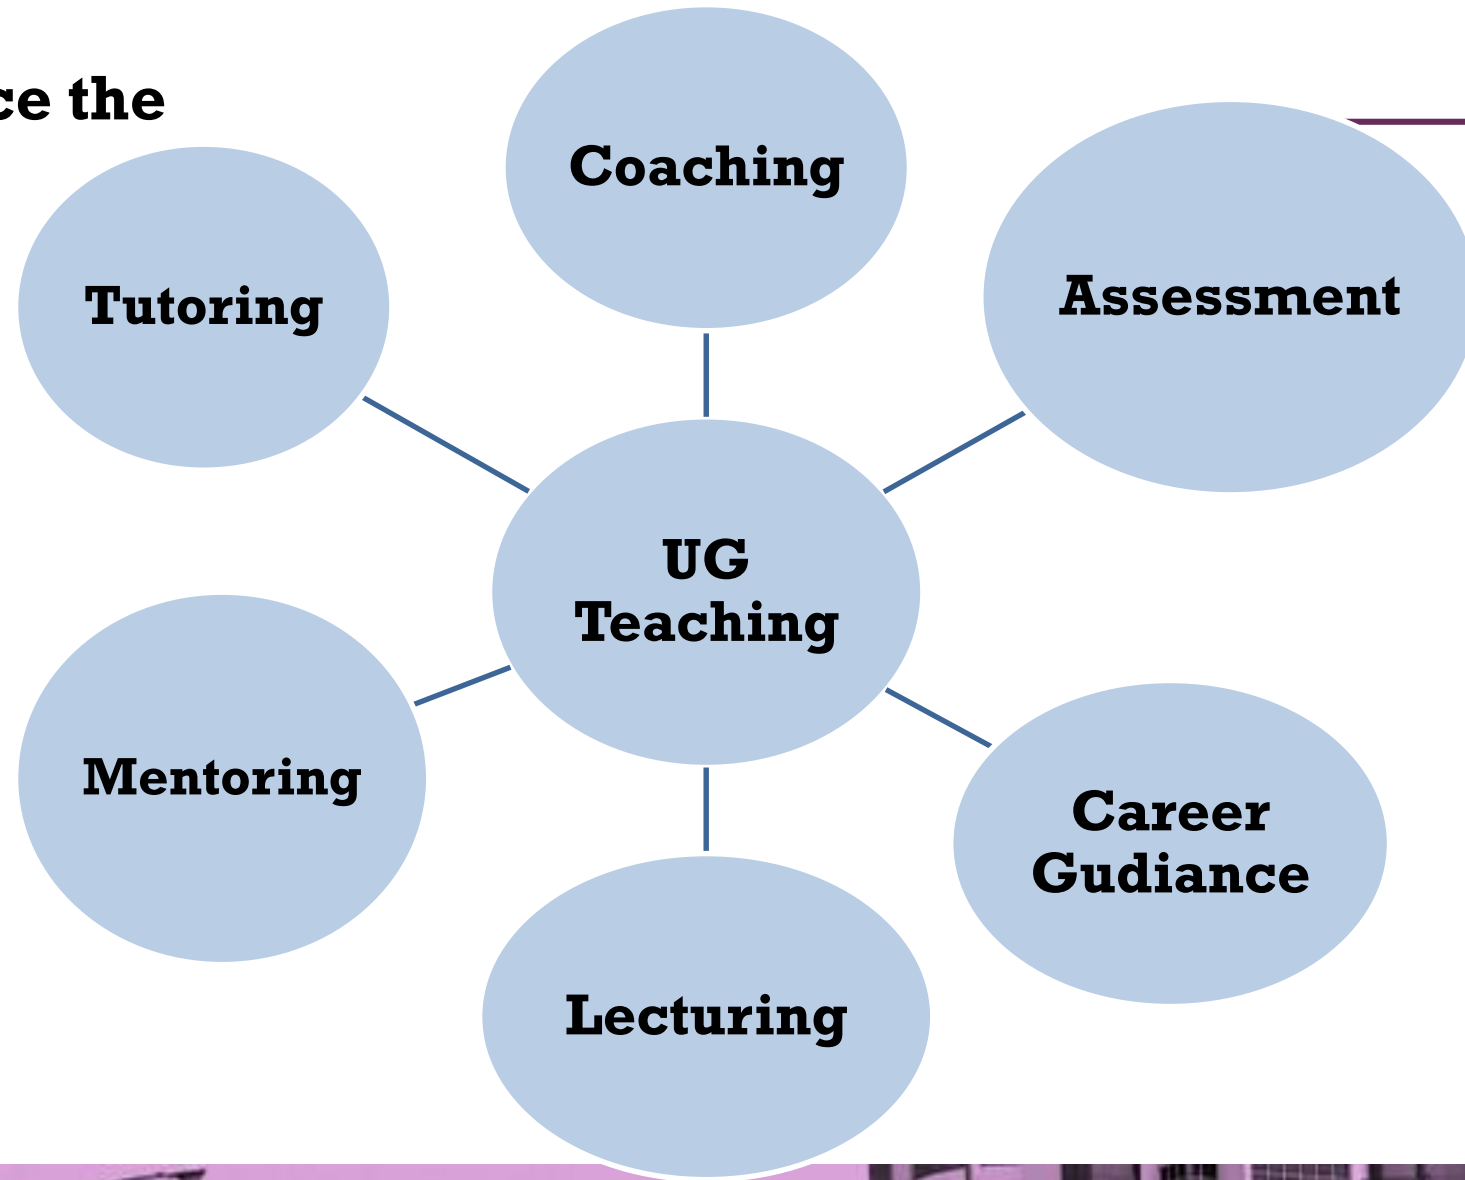 ce the
Coaching
Assessment
Tutoring
UG
Teaching
Mentoring
Career
Gudiance
Lecturing